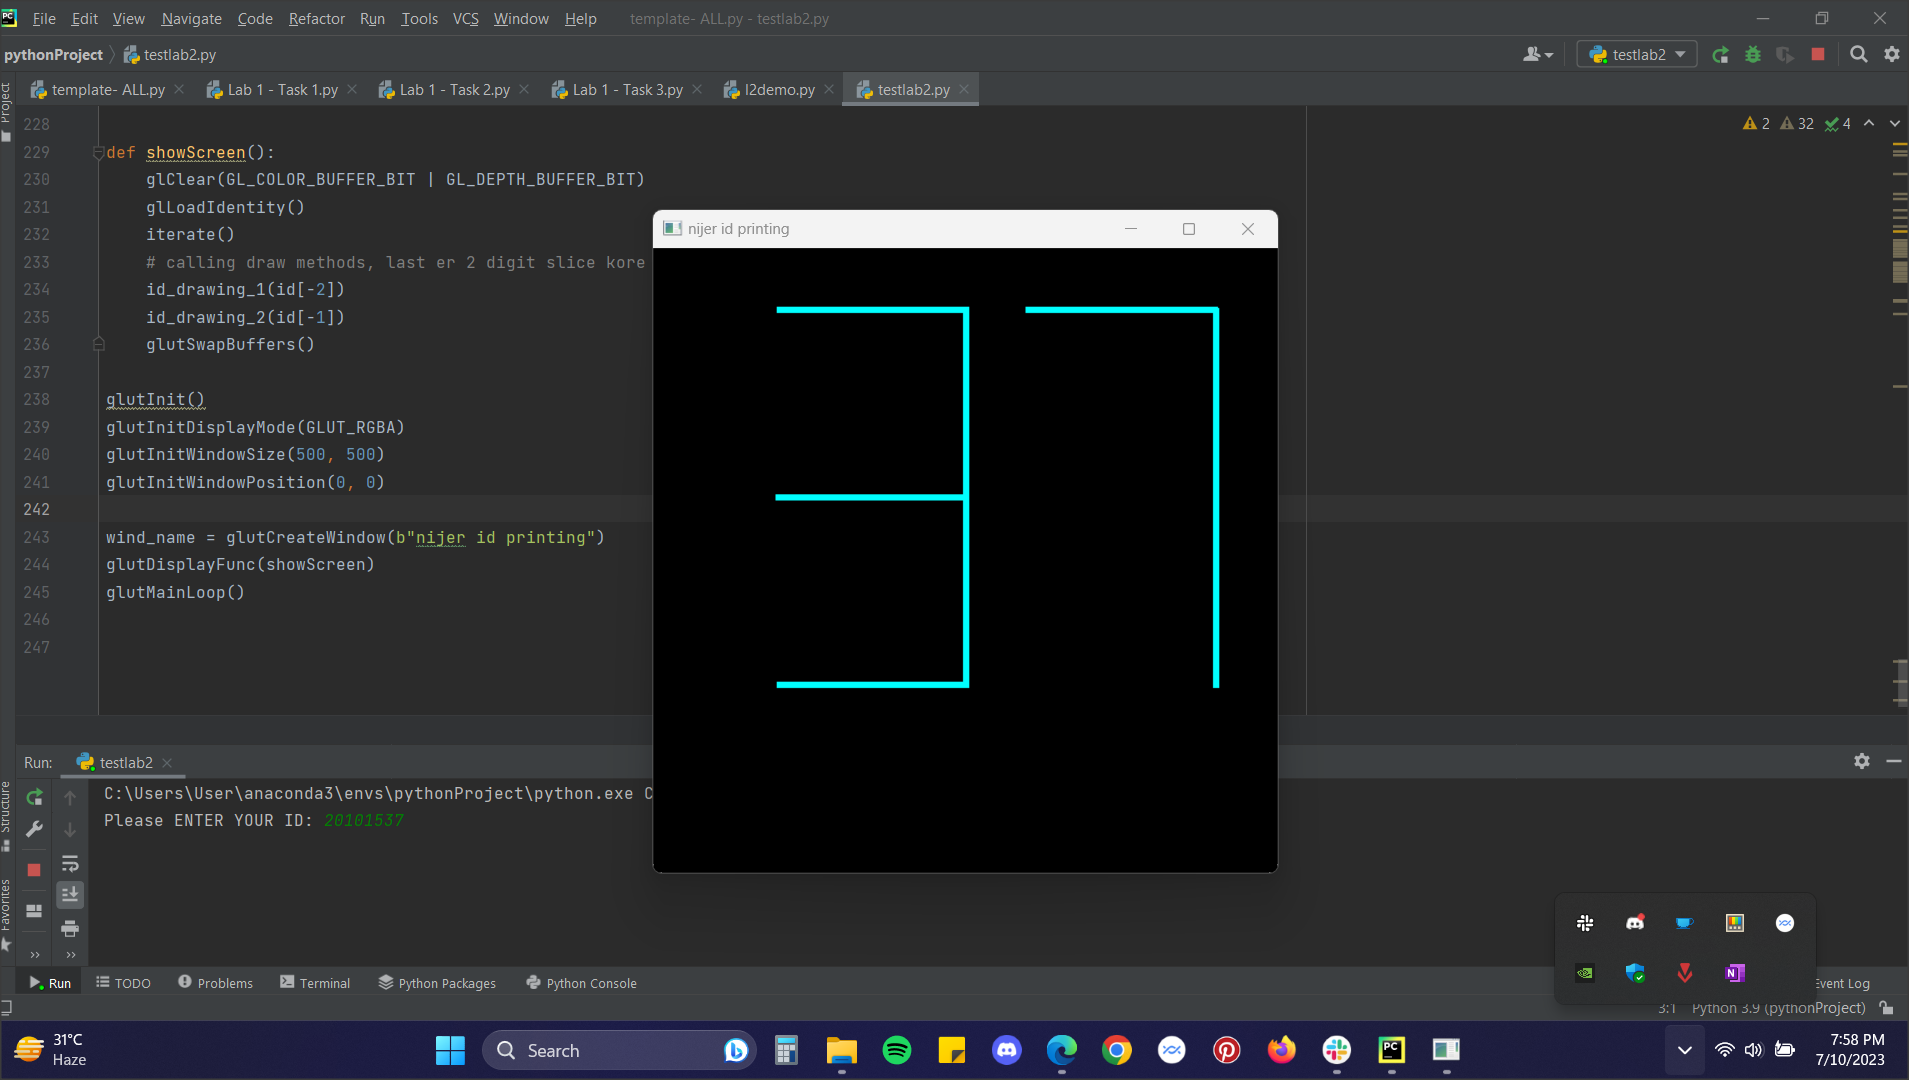 File Edit View Navigate Code Refactor Run Tools VCS Window Help template- ALL.py - testlab2.py
pythonProject testlab2.py testlab2
template- ALL.py Lab 1 - Task 1.py Lab 1 - Task 2.py Lab 1 - Task 3.py l2demo.py testlab2.py
Project
2 32 4
228
229 def showScreen():
230 glClear(GL_COLOR_BUFFER_BIT | GL_DEPTH_BUFFER_BIT)
231 glLoadIdentity()
232 iterate()
233 # calling draw methods, last er 2 digit slice kore
234 id_drawing_1(id[-2])
235 id_drawing_2(id[-1])
236 glutSwapBuffers()
237
238 glutInit()
239 glutInitDisplayMode(GLUT_RGBA)
240 glutInitWindowSize(500, 500)
241 glutInitWindowPosition(0, 0)
242
243 wind_name = glutCreateWindow(b"nijer id printing")
244 glutDisplayFunc(showScreen)
245 glutMainLoop()
246
247
nijer id printing
37
Run: testlab2
C:\Users\User\anaconda3\envs\pythonProject\python.exe C
Please ENTER YOUR ID: 20101537
Structure
Favorites
Run TODO Problems Terminal Python Packages Python Console Event Log
3:1 Python 3.9 (pythonProject)
31°C
Haze
Search
PC
7:58 PM
7/10/2023